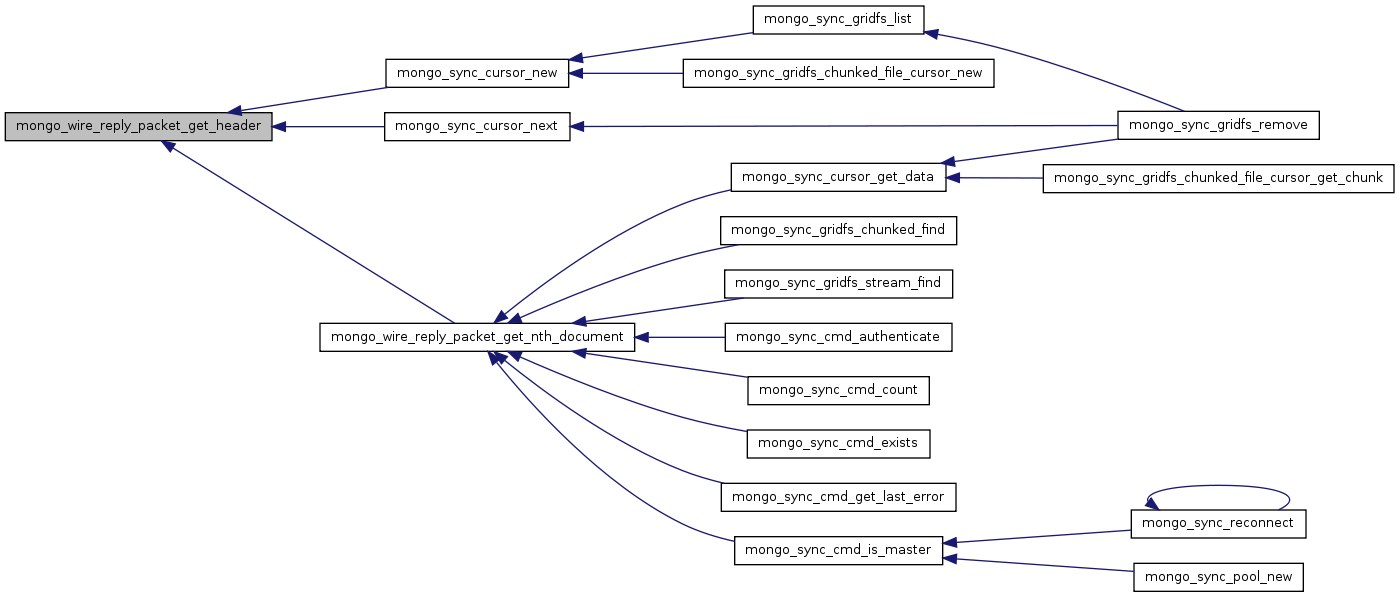 mongo_sync_gridfs_list
mongo_sync_cursor_new
mongo_sync_gridfs_chunked_file_cursor_new
mongo_wire_reply_packet_get_header
mongo_sync_cursor_next
mongo_sync_gridfs_remove
mongo_sync_cursor_get_data
mongo_sync_gridfs_chunked_file_cursor_get_chunk
mongo_sync_gridfs_chunked_find
mongo_sync_gridfs_stream_find
mongo_wire_reply_packet_get_nth_document
mongo_sync_cmd_authenticate
mongo_sync_cmd_count
mongo_sync_cmd_exists
mongo_sync_cmd_get_last_error
mongo_sync_reconnect
mongo_sync_cmd_is_master
mongo_sync_pool_new